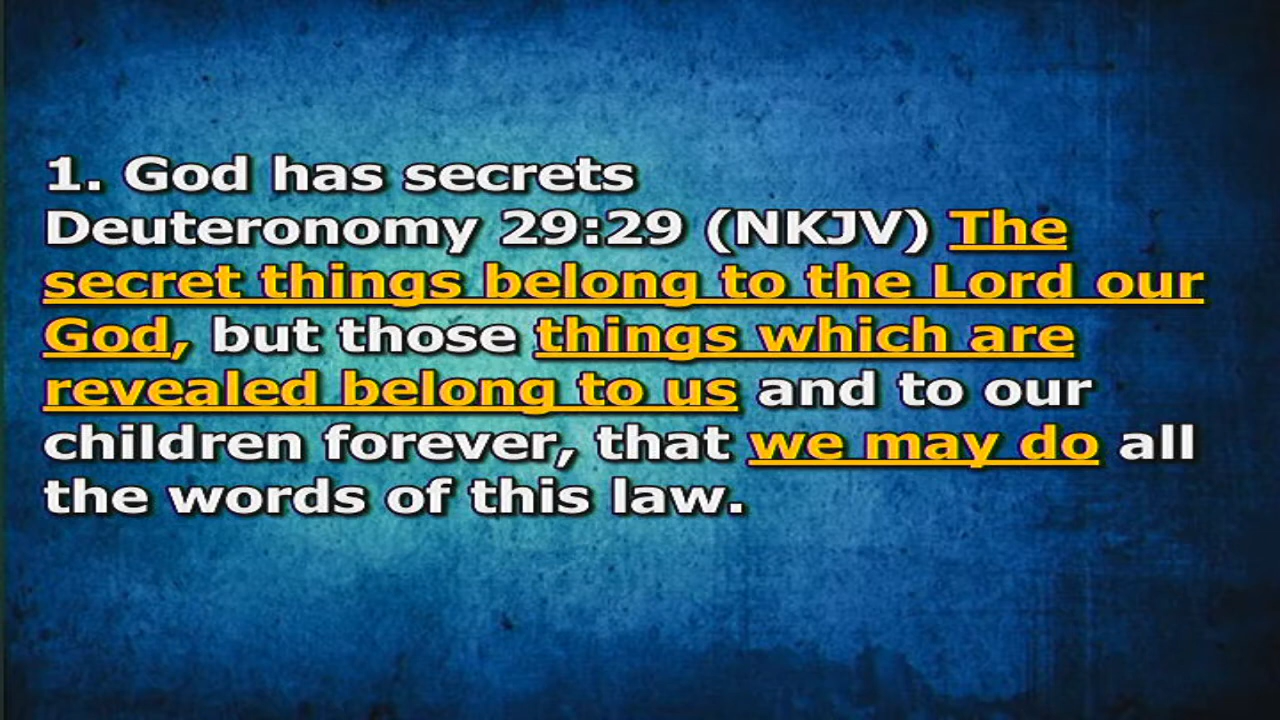 1. God has secrets
Deuteronomy 29:29 (NKJV) The
secret things belong to the Lord our
God, but those things which are
revealed belong to us and to our
children forever, that we may do all
the words of this law.